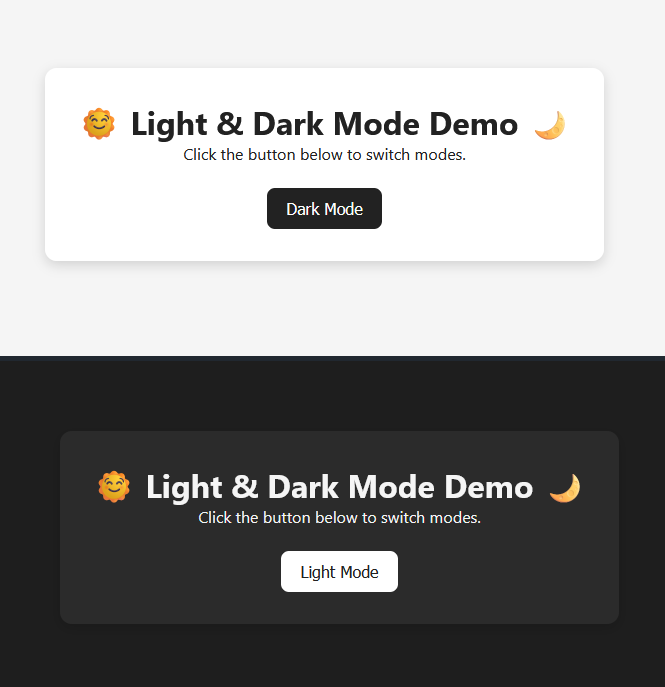 🌞 Light & Dark Mode Demo 🌙
Click the button below to switch modes.
Dark Mode
🌞 Light & Dark Mode Demo 🌙
Click the button below to switch modes.
Light Mode